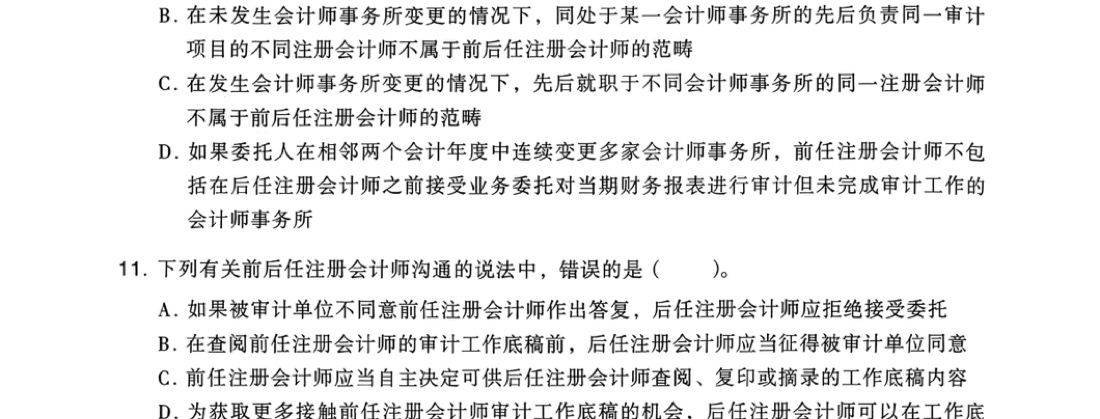 B. 在未发生会计师事务所变更的情况下，同处于某一会计师事务所的先后负责同一审计
项目的不同注册会计师不属于前后任注册会计师的范畴
C. 在发生会计师事务所变更的情况下，先后就职于不同会计师事务所的同一注册会计师
不属于前后任注册会计师的范畴
D. 如果委托人在相邻两个会计年度中连续变更多家会计师事务所，前任注册会计师不包
括在后任注册会计师之前接受业务委托对当期财务报表进行审计但未完成审计工作的
会计师事务所
11. 下列有关前后任注册会计师沟通的说法中，错误的是（　　）。
A. 如果被审计单位不同意前任注册会计师作出答复，后任注册会计师应拒绝接受委托
B. 在查阅前任注册会计师的审计工作底稿前，后任注册会计师应当征得被审计单位同意
C. 前任注册会计师应当自主决定可供后任注册会计师查阅、复印或摘录的工作底稿内容
D. 为获取更多接触前任注册会计师审计工作底稿的机会，后任注册会计师可以在工作底